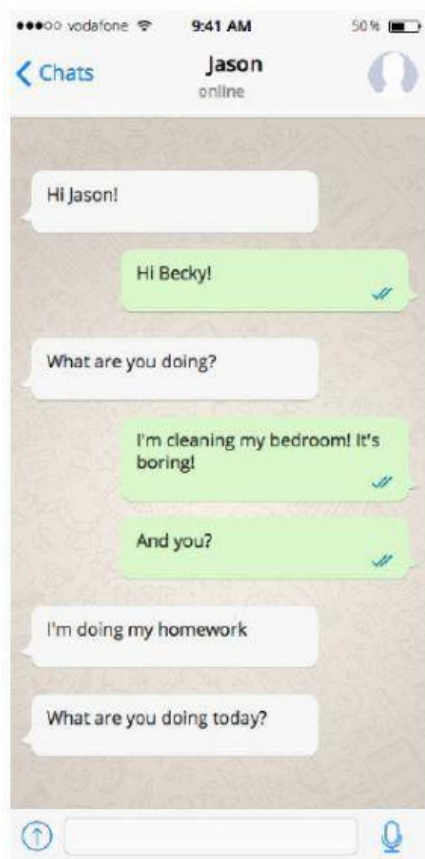 vodafone 9:41 AM 50%
Chats Jason
online
Hi Jason!
Hi Becky!
What are you doing?
I'm cleaning my bedroom! It's
boring!
And you?
I'm doing my homework
What are you doing today?